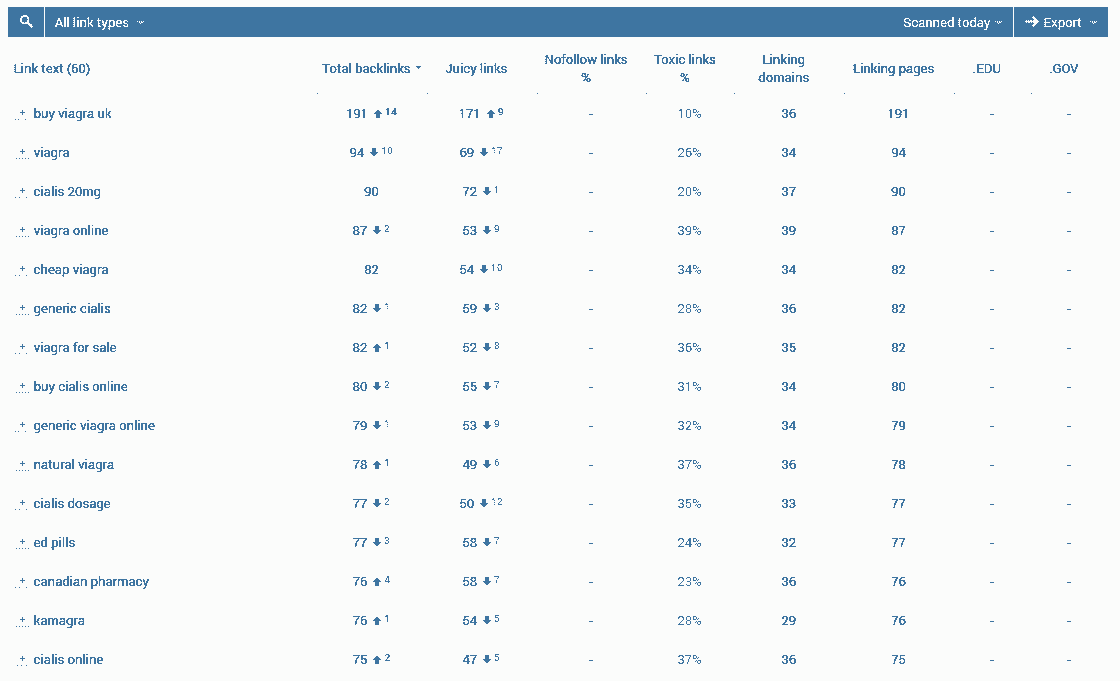 All link types Scanned today Export
Link text (60) Total backlinks Juicy links Nofollow links % Toxic links % Linking domains Linking pages .EDU .GOV
+ buy viagra uk 191 14 171 9 - 10% 36 191 - -
+ viagra 94 10 69 17 - 26% 34 94 - -
+ cialis 20mg 90 72 1 - 20% 37 90 - -
+ viagra online 87 2 53 9 - 39% 39 87 - -
+ cheap viagra 82 54 10 - 34% 34 82 - -
+ generic cialis 82 1 59 3 - 28% 36 82 - -
+ viagra for sale 82 1 52 8 - 36% 35 82 - -
+ buy cialis online 80 2 55 7 - 31% 34 80 - -
+ generic viagra online 79 1 53 9 - 32% 34 79 - -
+ natural viagra 78 1 49 6 - 37% 36 78 - -
+ cialis dosage 77 2 50 12 - 35% 33 77 - -
+ ed pills 77 3 58 7 - 24% 32 77 - -
+ canadian pharmacy 76 4 58 7 - 23% 36 76 - -
+ kamagra 76 1 54 5 - 28% 29 76 - -
+ cialis online 75 2 47 5 - 37% 36 75 - -